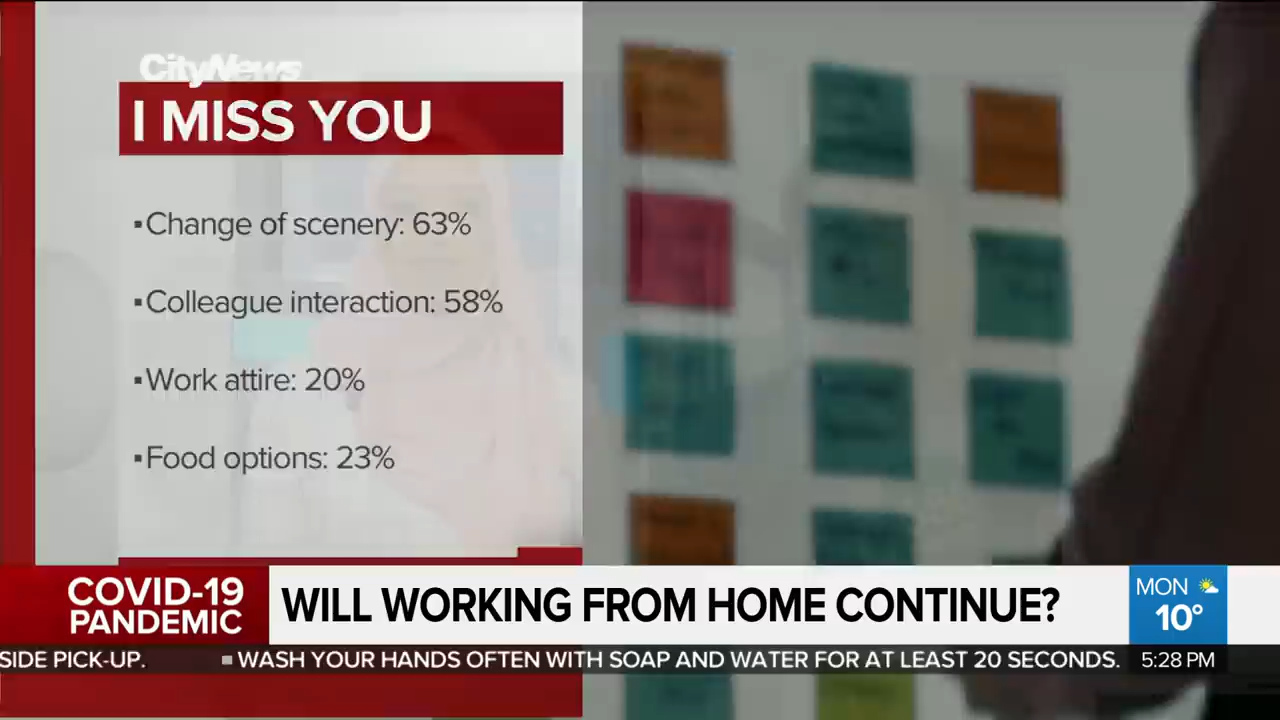 CityNews
I MISS YOU
▪Change of scenery: 63%
▪Colleague interaction: 58%
▪Work attire: 20%
▪Food options: 23%
COVID-19
PANDEMIC
WILL WORKING FROM HOME CONTINUE?
MON
10°
SIDE PICK-UP. ▪WASH YOUR HANDS OFTEN WITH SOAP AND WATER FOR AT LEAST 20 SECONDS.
5:28 PM